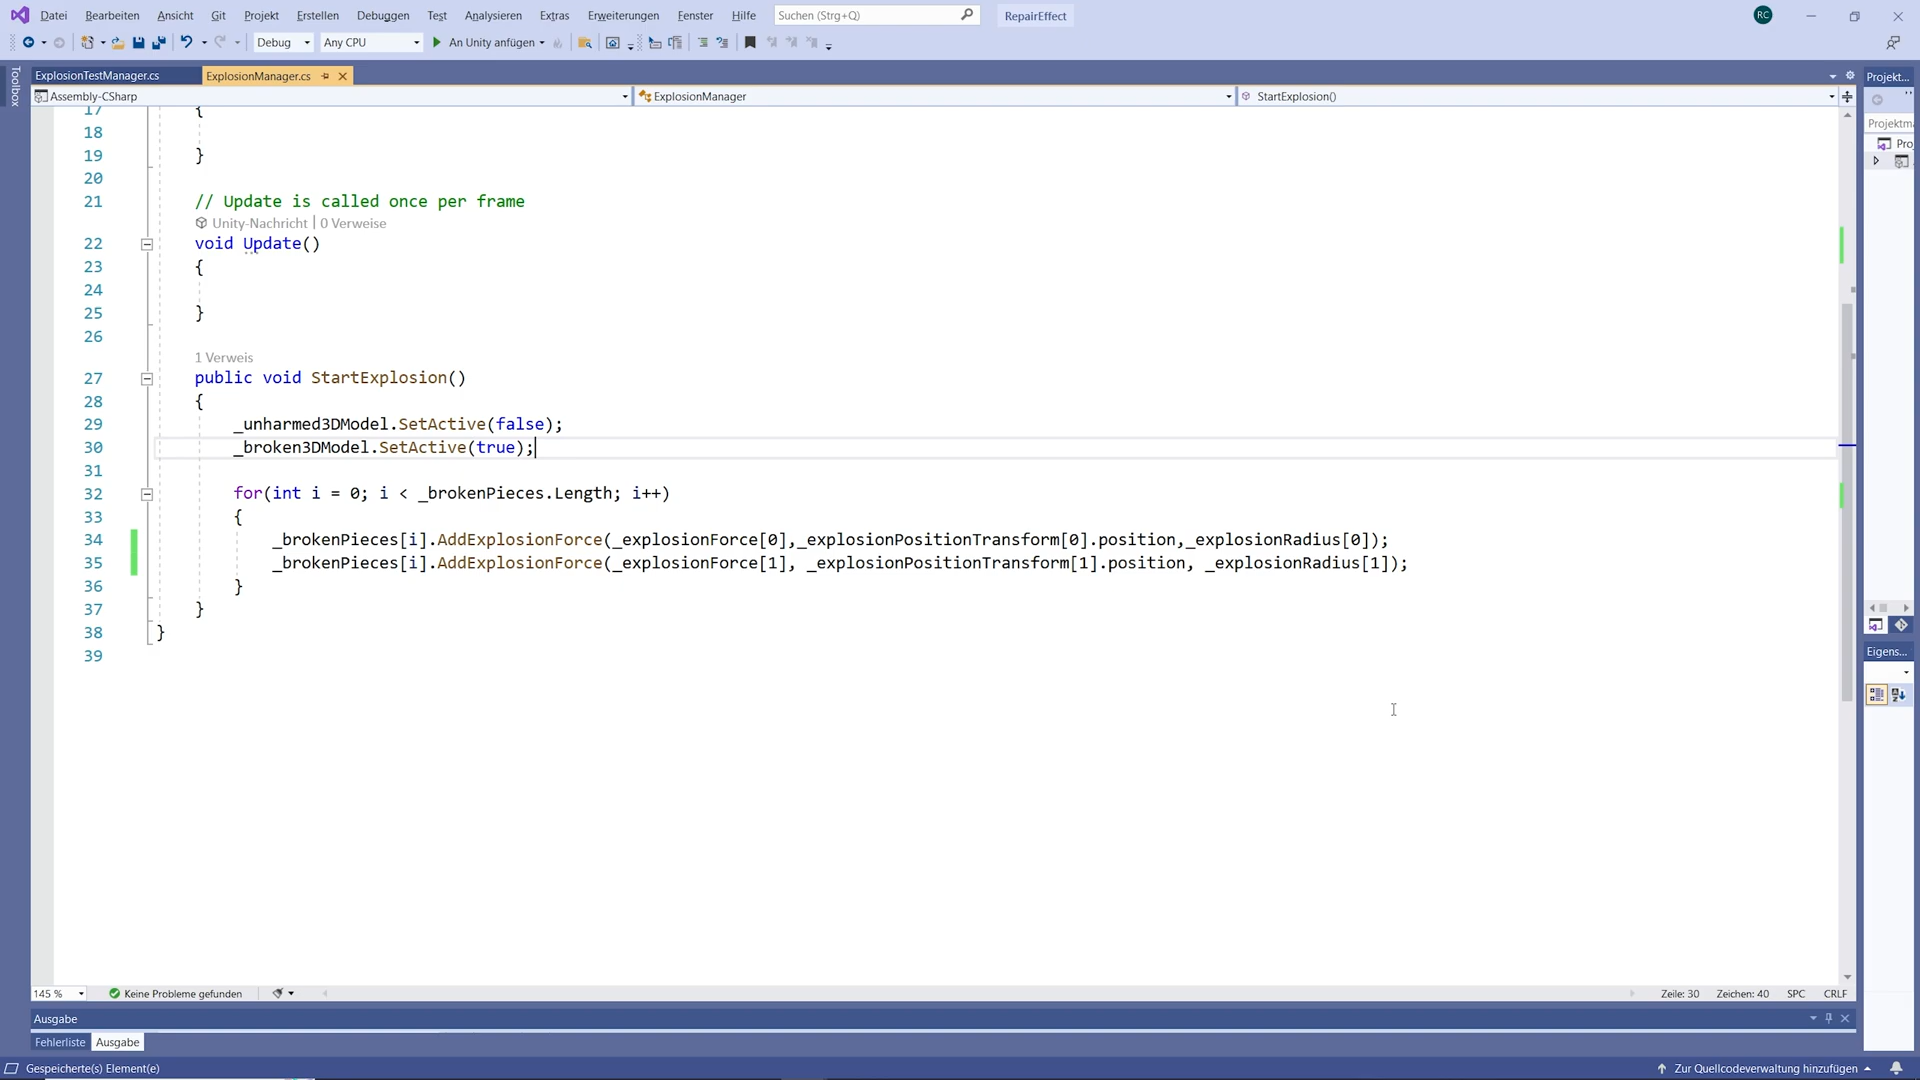 Datei Bearbeiten Ansicht Git Projekt Erstellen Debuggen Test Analysieren Extras Erweiterungen Fenster Hilfe Suchen (Strg+Q) RepairEffect RC
Debug Any CPU An Unity anfügen
Toolbox
ExplosionTestManager.cs ExplosionManager.cs Projekt...
Assembly-CSharp ExplosionManager StartExplosion()
Projektma
Pro
17 {
18
19 }
20
21 // Update is called once per frame
Unity-Nachricht | 0 Verweise
22 void Update()
23 {
24
25 }
26
1 Verweis
27 public void StartExplosion()
28 {
29 _unharmed3DModel.SetActive(false);
30 _broken3DModel.SetActive(true);
31
32 for(int i = 0; i < _brokenPieces.Length; i++)
33 {
34 _brokenPieces[i].AddExplosionForce(_explosionForce[0],_explosionPositionTransform[0].position,_explosionRadius[0]);
35 _brokenPieces[i].AddExplosionForce(_explosionForce[1], _explosionPositionTransform[1].position, _explosionRadius[1]);
36 }
37 }
38 }
39
Eigens...
145 % Keine Probleme gefunden Zeile: 30 Zeichen: 40 SPC CRLF
Ausgabe
Fehlerliste Ausgabe
Gespeicherte(s) Element(e) Zur Quellcodeverwaltung hinzufügen